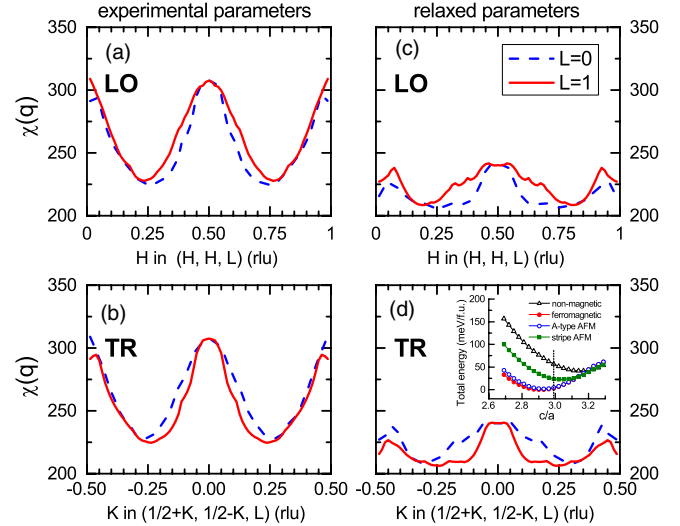 experimental parameters
relaxed parameters
(a)
LO
(c)
LO
L=0
L=1
350
300
250
200
χ(q)
350
300
250
200
0
0.25
0.50
0.75
1
H in (H, H, L) (rlu)
0
0.25
0.50
0.75
1
H in (H, H, L) (rlu)
(b)
TR
350
300
250
200
χ(q)
-0.50
-0.25
0.00
0.25
0.50
K in (1/2+K, 1/2-K, L) (rlu)
(d)
TR
non-magnetic
ferromagnetic
A-type AFM
stripe AFM
Total energy (meV/f.u.)
200
150
100
50
0
2.6
2.8
3.0
3.2
c/a
350
300
250
200
-0.50
-0.25
0.00
0.25
0.50
K in (1/2+K, 1/2-K, L) (rlu)